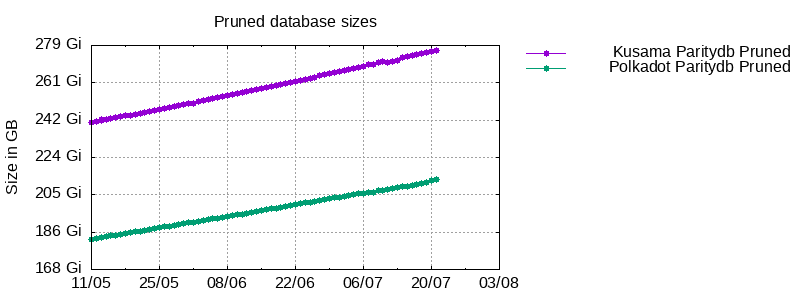 Pruned database sizes
Kusama Paritydb Pruned
Polkadot Paritydb Pruned
Size in GB
279 Gi
261 Gi
242 Gi
224 Gi
205 Gi
186 Gi
168 Gi
11/05 25/05 08/06 22/06 06/07 20/07 03/08